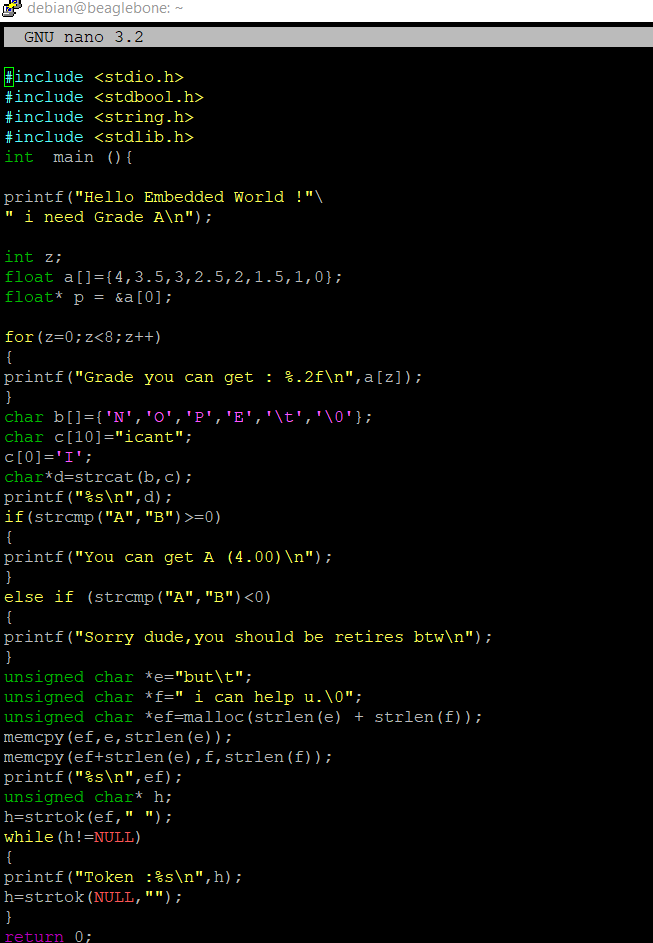 debian@beaglebone: ~
GNU nano 3.2
#include <stdio.h>
#include <stdbool.h>
#include <string.h>
#include <stdlib.h>
int  main (){
printf("Hello Embedded World !"\
" i need Grade A\n");
int z;
float a[]={4,3.5,3,2.5,2,1.5,1,0};
float* p = &a[0];
for(z=0;z<8;z++)
{
printf("Grade you can get : %.2f\n",a[z]);
}
char b[]={'N','O','P','E','\t','\0'};
char c[10]="icant";
c[0]='I';
char*d=strcat(b,c);
printf("%s\n",d);
if(strcmp("A","B")>=0)
{
printf("You can get A (4.00)\n");
}
else if (strcmp("A","B")<0)
{
printf("Sorry dude,you should be retires btw\n");
}
unsigned char *e="but\t";
unsigned char *f=" i can help u.\0";
unsigned char *ef=malloc(strlen(e) + strlen(f));
memcpy(ef,e,strlen(e));
memcpy(ef+strlen(e),f,strlen(f));
printf("%s\n",ef);
unsigned char* h;
h=strtok(ef," ");
while(h!=NULL)
{
printf("Token :%s\n",h);
h=strtok(NULL,"");
}
return 0;